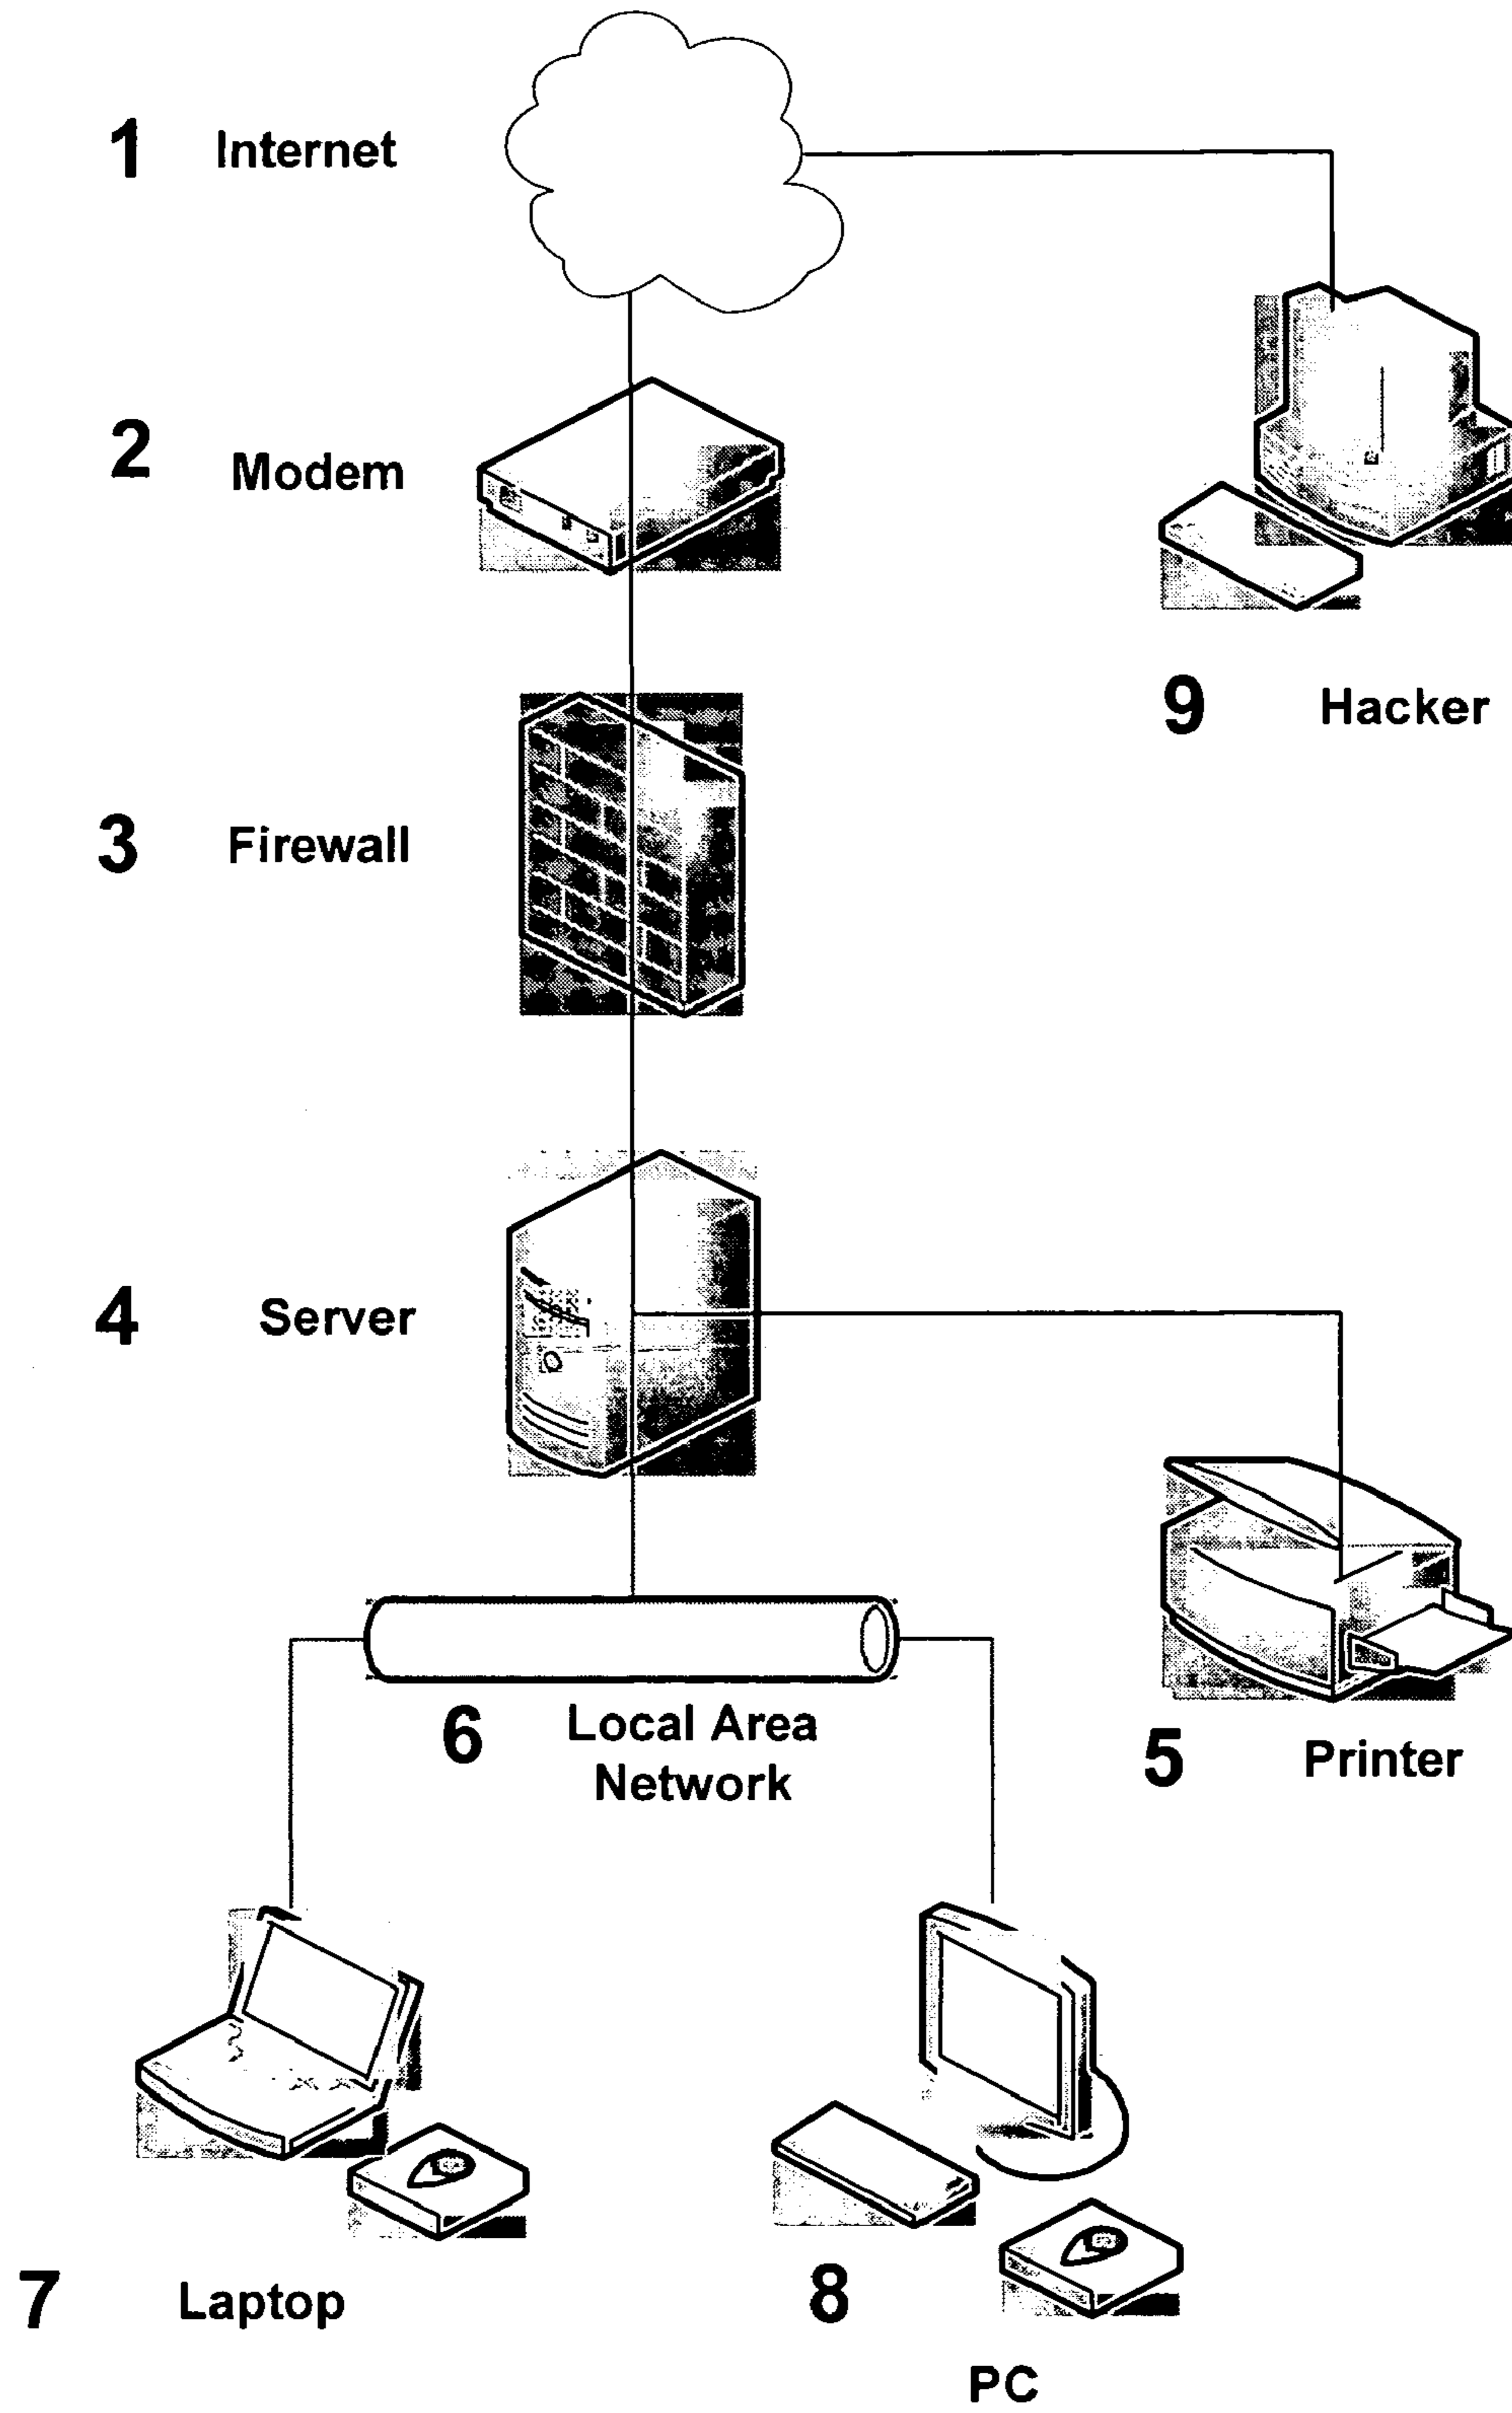 1 Internet
2 Modem
9 Hacker
3 Firewall
4 Server
6 Local Area
Network
5 Printer
7 Laptop
8
PC